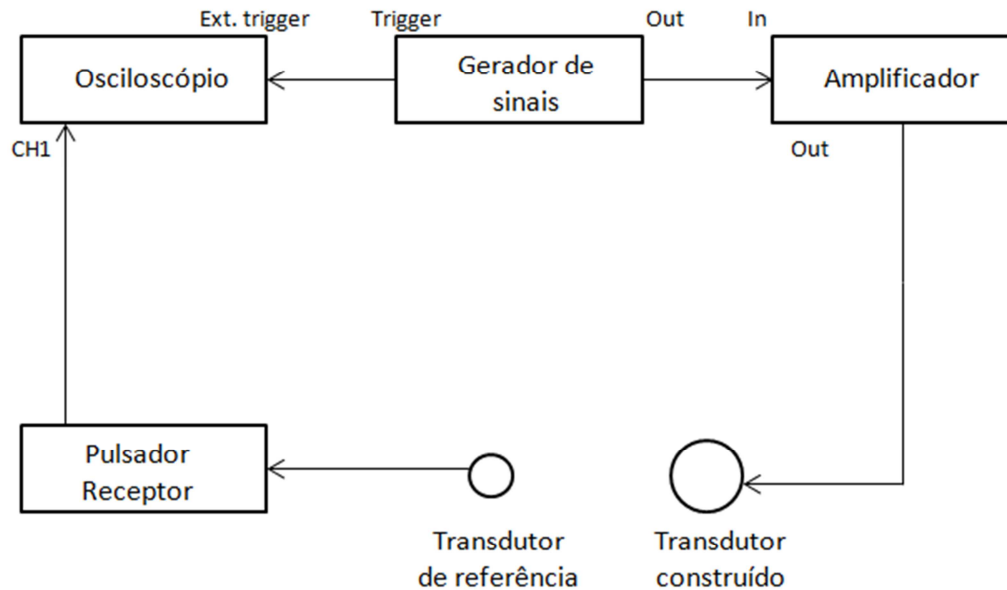 Ext. trigger
Trigger
Out
In
Osciloscópio
Gerador de
sinais
Amplificador
CH1
Out
Pulsador
Receptor
Transdutor
de referência
Transdutor
construído